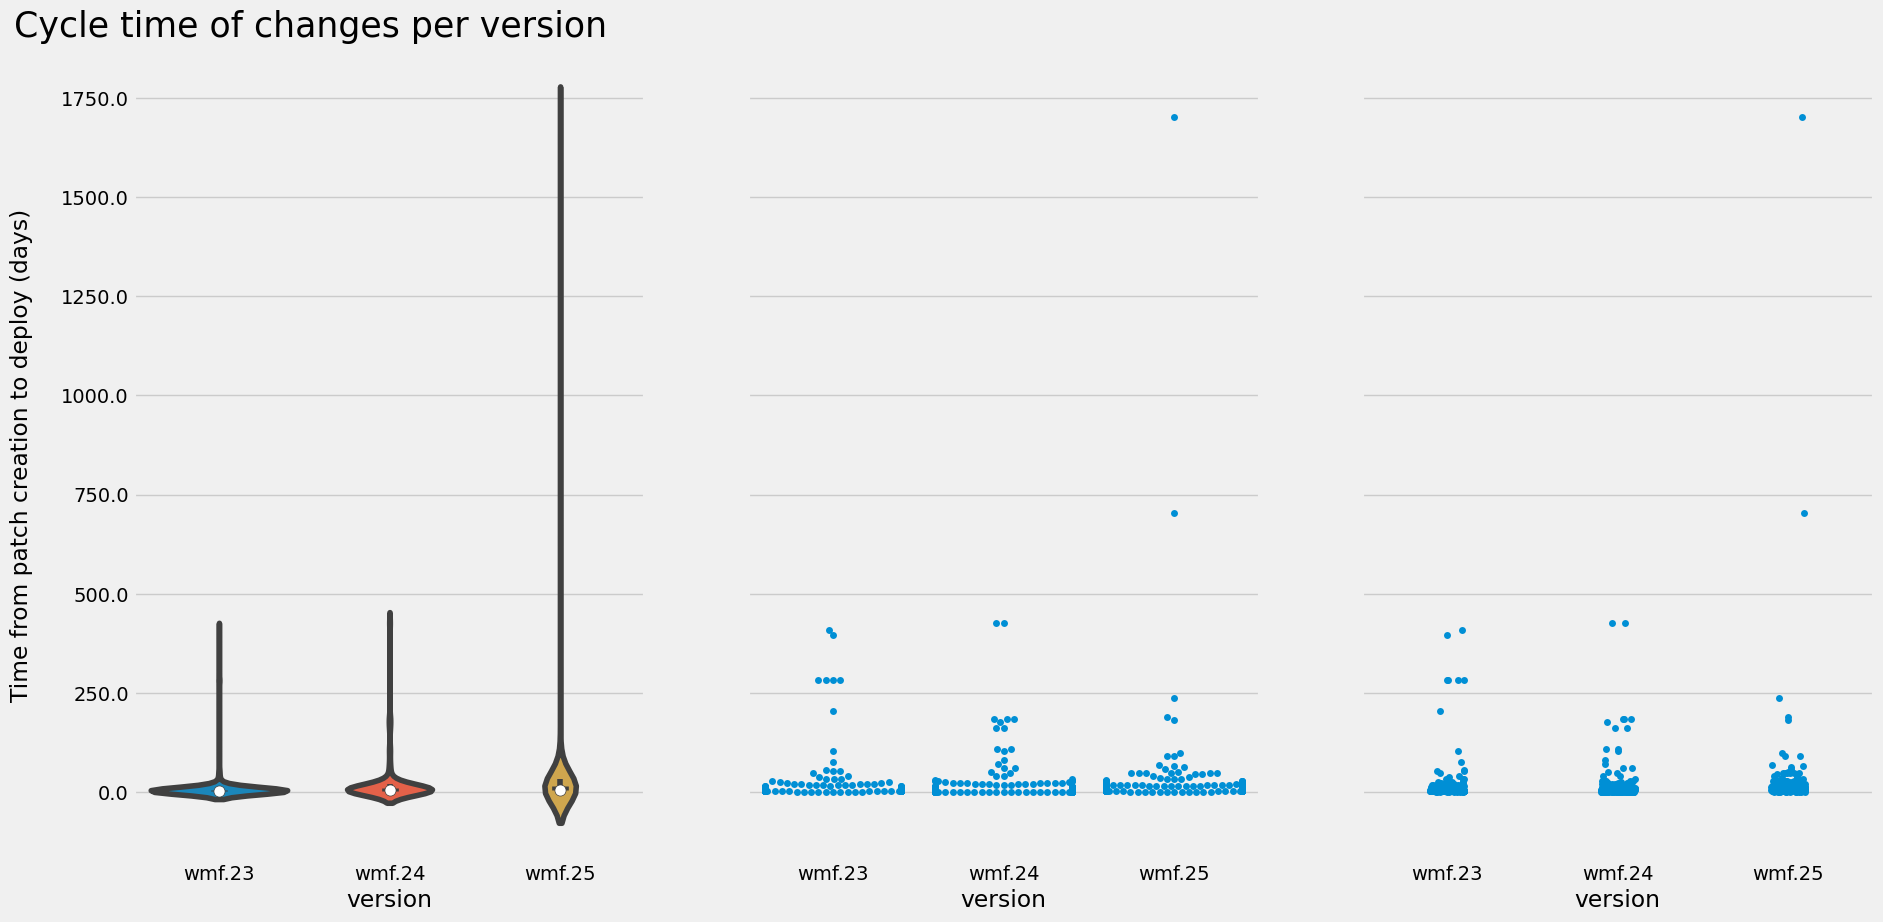 Cycle time of changes per version
Time from patch creation to deploy (days)
1750.0
1500.0
1250.0
1000.0
750.0
500.0
250.0
0.0
wmf.23 wmf.24 wmf.25
version
wmf.23 wmf.24 wmf.25
version
wmf.23 wmf.24 wmf.25
version